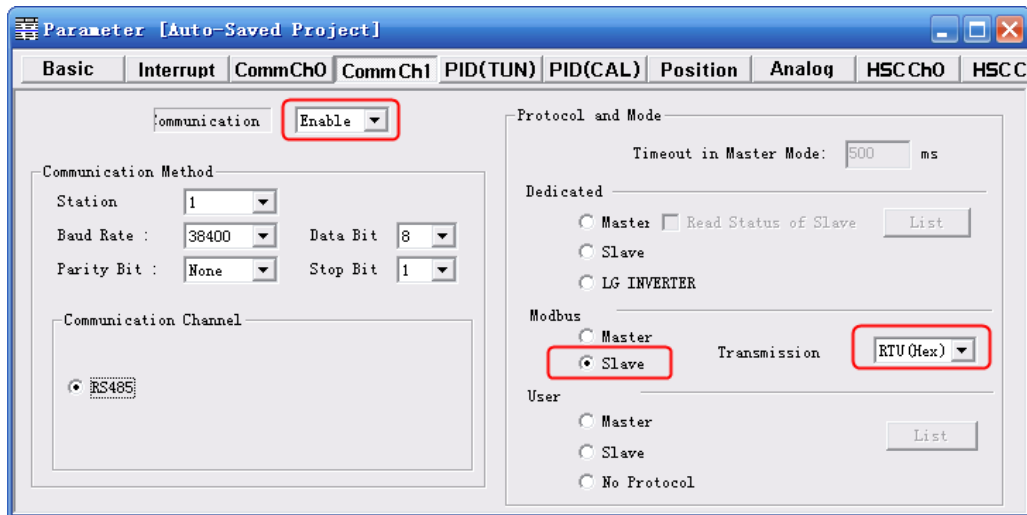 Parameter [Auto-Saved Project]
Basic Interrupt CommCh0 CommCh1 PID(TUN) PID(CAL) Position Analog HSCCh0 HSCC
ommunication Enable
Communication Method
Station 1
Baud Rate : 38400 Data Bit 8
Parity Bit : None Stop Bit 1
Communication Channel
RS485
Protocol and Mode
Timeout in Master Mode: 500 ms
Dedicated
Master Read Status of Slave List
Slave
LG INVERTER
Modbus
Master
Slave
Transmission RTU(Hex)
User
Master
Slave
List
No Protocol